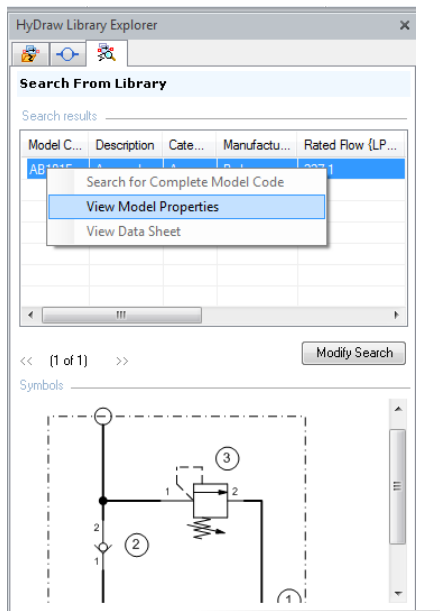 HyDraw Library Explorer
Search From Library
Search results
Model C... Description Cate... Manufactu... Rated Flow {LP...
Search for Complete Model Code
View Model Properties
View Data Sheet
<< (1 of 1) >>
Modify Search
Symbols
3
1 2
2
2
1
1